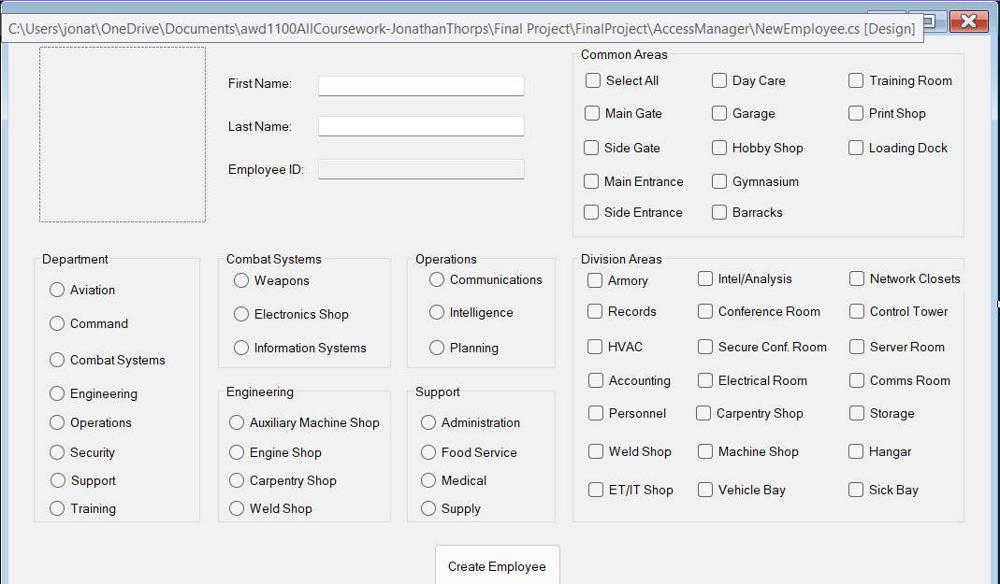 C:\Users\jonat\OneDrive\Documents\awd1100AllCoursework-JonathanThorps\Final Project\FinalProject\AccessManager\NewEmployee.cs [Design]
First Name:
Last Name:
Employee ID:
Common Areas
Select All
Day Care
Training Room
Main Gate
Garage
Print Shop
Side Gate
Hobby Shop
Loading Dock
Main Entrance
Gymnasium
Side Entrance
Barracks
Department
Aviation
Command
Combat Systems
Engineering
Operations
Security
Support
Training
Combat Systems
Weapons
Electronics Shop
Information Systems
Operations
Communications
Intelligence
Planning
Engineering
Auxiliary Machine Shop
Engine Shop
Carpentry Shop
Weld Shop
Support
Administration
Food Service
Medical
Supply
Division Areas
Armory
Intel/Analysis
Network Closets
Records
Conference Room
Control Tower
HVAC
Secure Conf. Room
Server Room
Accounting
Electrical Room
Comms Room
Personnel
Carpentry Shop
Storage
Weld Shop
Machine Shop
Hangar
ET/IT Shop
Vehicle Bay
Sick Bay
Create Employee